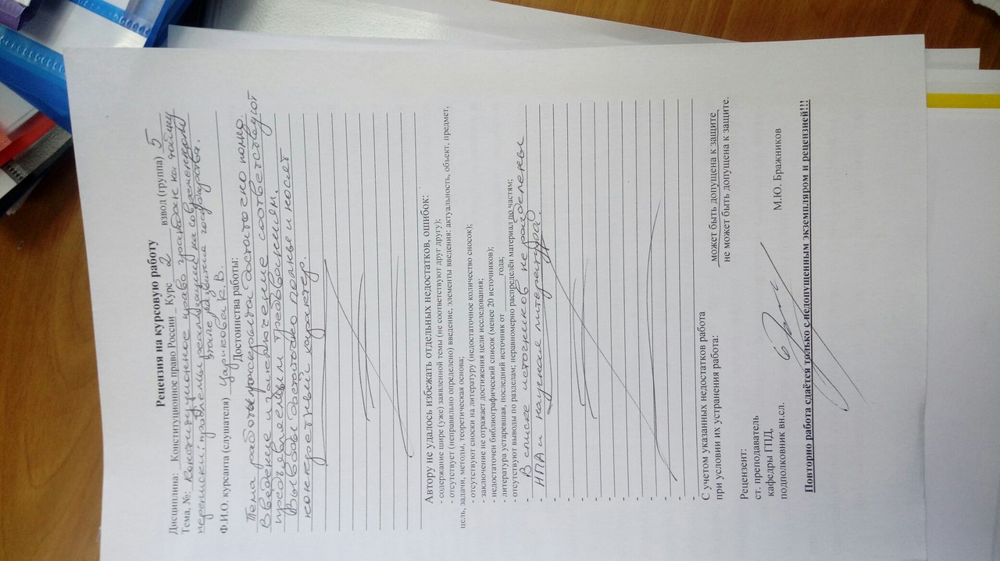 Рецензия на курсовую работу
Дисциплина: Конституционное право России Курс 2 взвод (группа) 5
Тема, №: Конституционное право граждан на тайну
переписки: проблемы реализации на современном
этапе развития государства.
Ф.И.О. курсанта (слушателя) Царикова К. В.
Достоинства работы:
Тема работы раскрыта достаточно полно.
Введение и заключение соответствуют
предъявляемым требованиям.
Выводы достаточно полные и носят
конкретный характер.
Автору не удалось избежать отдельных недостатков, ошибок:
- содержание шире (уже) заявленной темы (не соответствуют друг другу);
- отсутствует (неправильно определено) введение, элементы введения: актуальность, объект, предмет,
цель, задачи, методы, теоретическая основа;
- отсутствуют сноски на литературу (недостаточное количество сносок);
- заключение не отражает достижения цели исследования;
- недостаточен библиографический список (менее 20 источников);
- литература устаревшая, последний источник от ______ года;
- отсутствуют выводы по разделам; неравномерно распределён материал по частям;
- В списке источников не разделены
- НПА и научная литература.
С учетом указанных недостатков работа может быть допущена к защите
при условии их устранения работа: не может быть допущена к защите.
Рецензент:
ст. преподаватель
кафедры ГПД,
подполковник вн.сл. М.Ю. Бражников
Повторно работа сдаётся только с недопущенным экземпляром и рецензией!!!